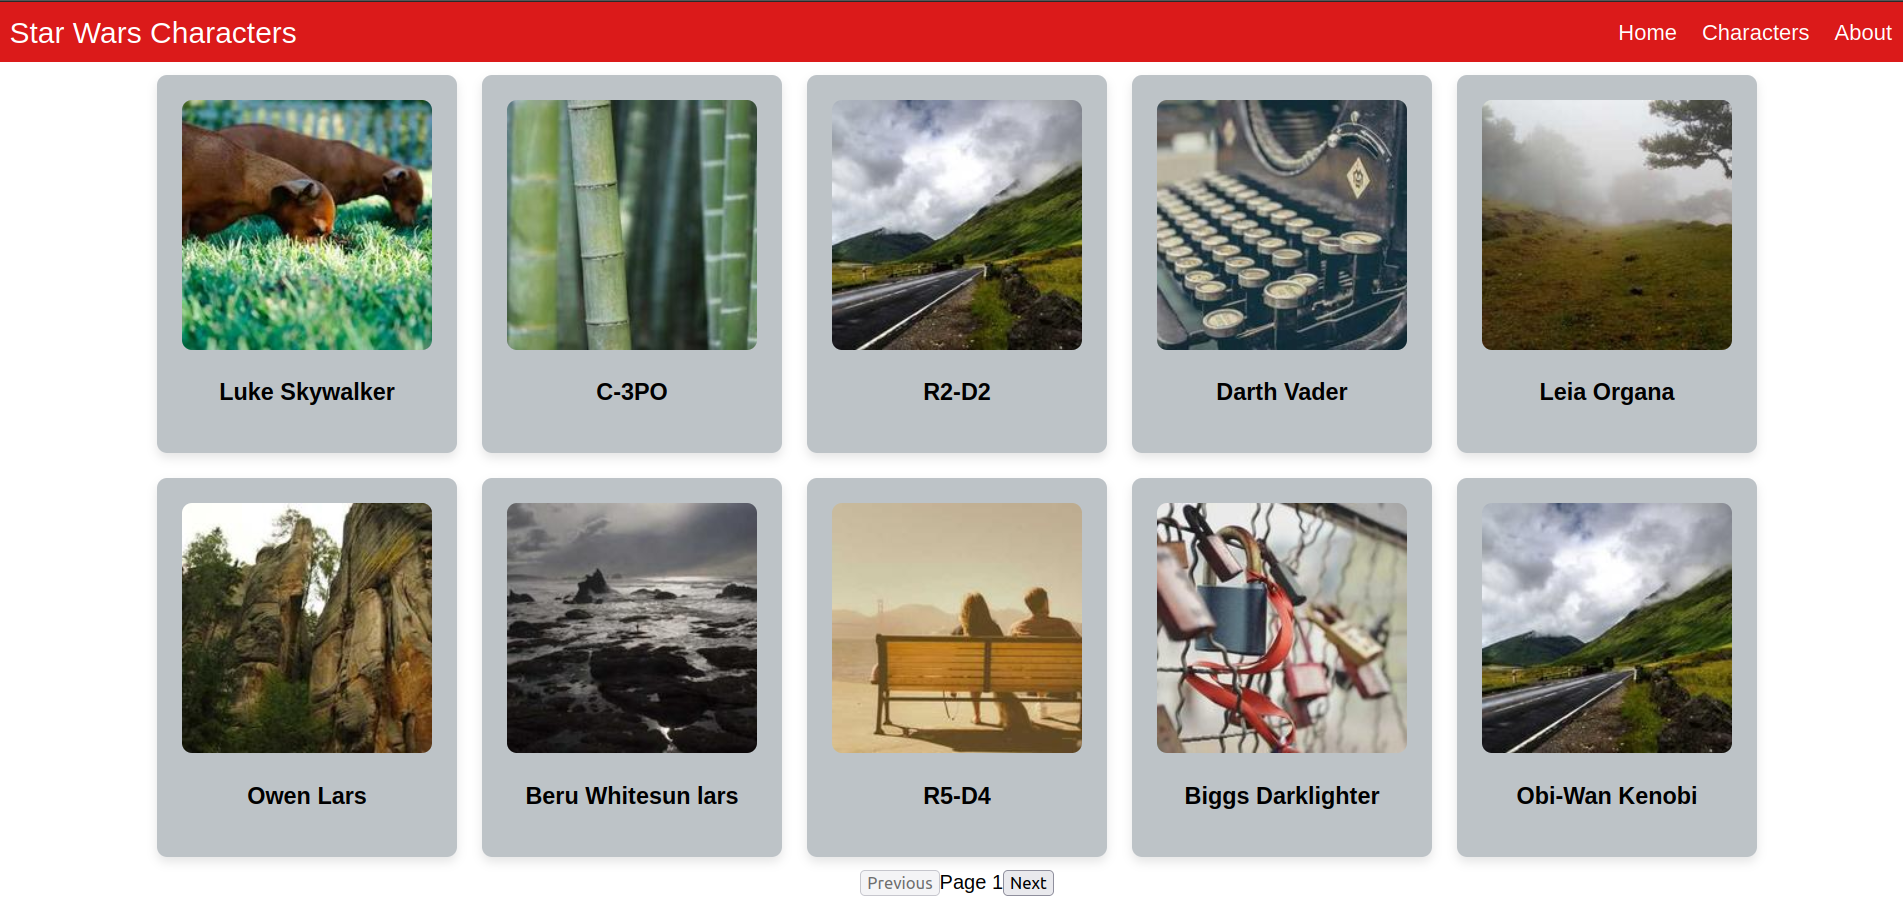 Star Wars Characters
Home Characters About
Luke Skywalker
C-3PO
R2-D2
Darth Vader
Leia Organa
Owen Lars
Beru Whitesun lars
R5-D4
Biggs Darklighter
Obi-Wan Kenobi
Previous Page 1 Next